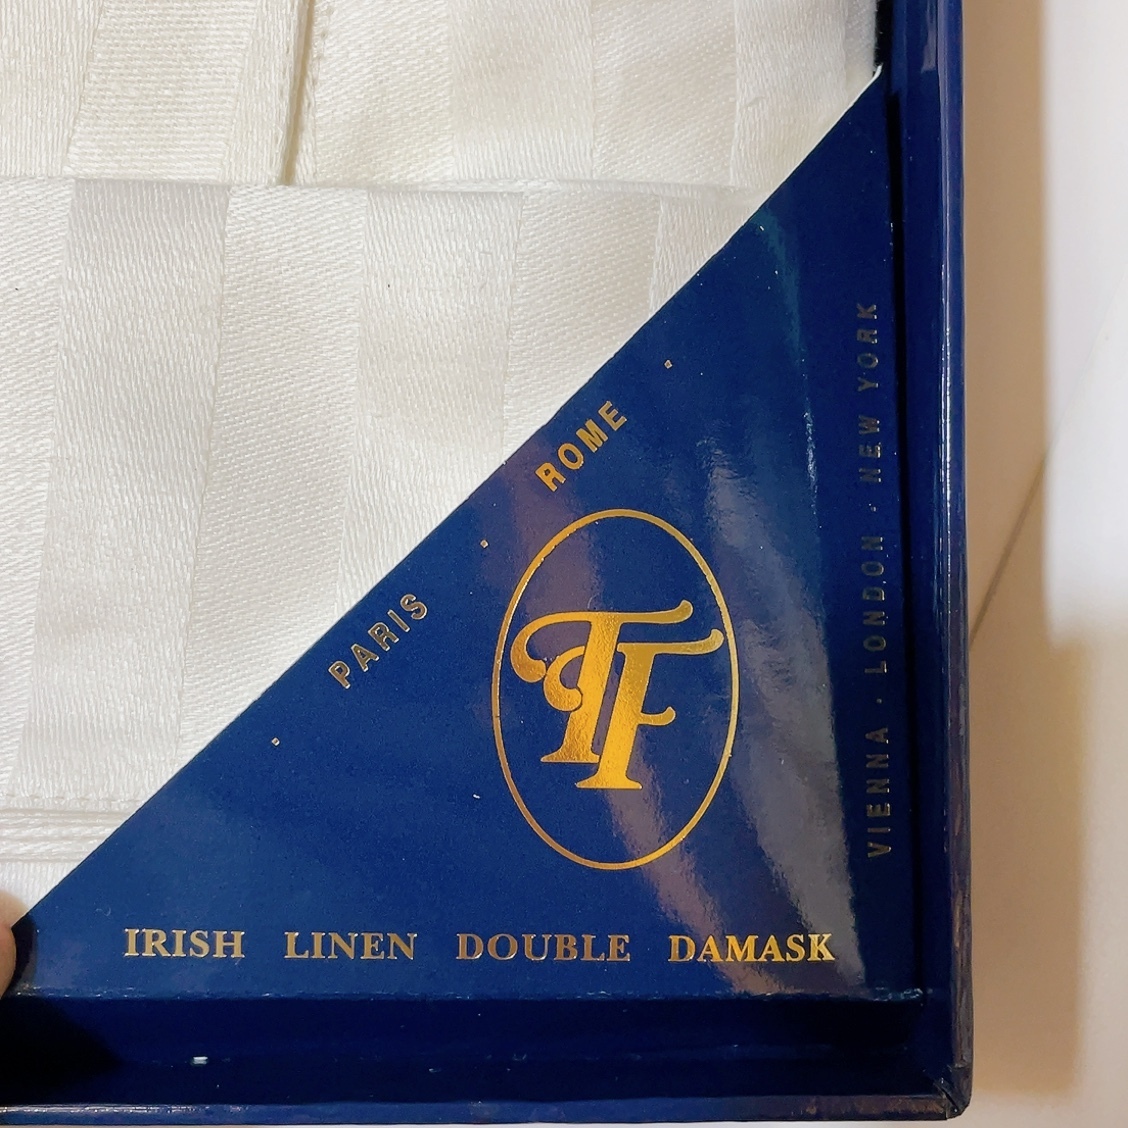 PARIS · ROME ·
TF
VIENNA · LONDON · NEW YORK
IRISH LINEN DOUBLE DAMASK